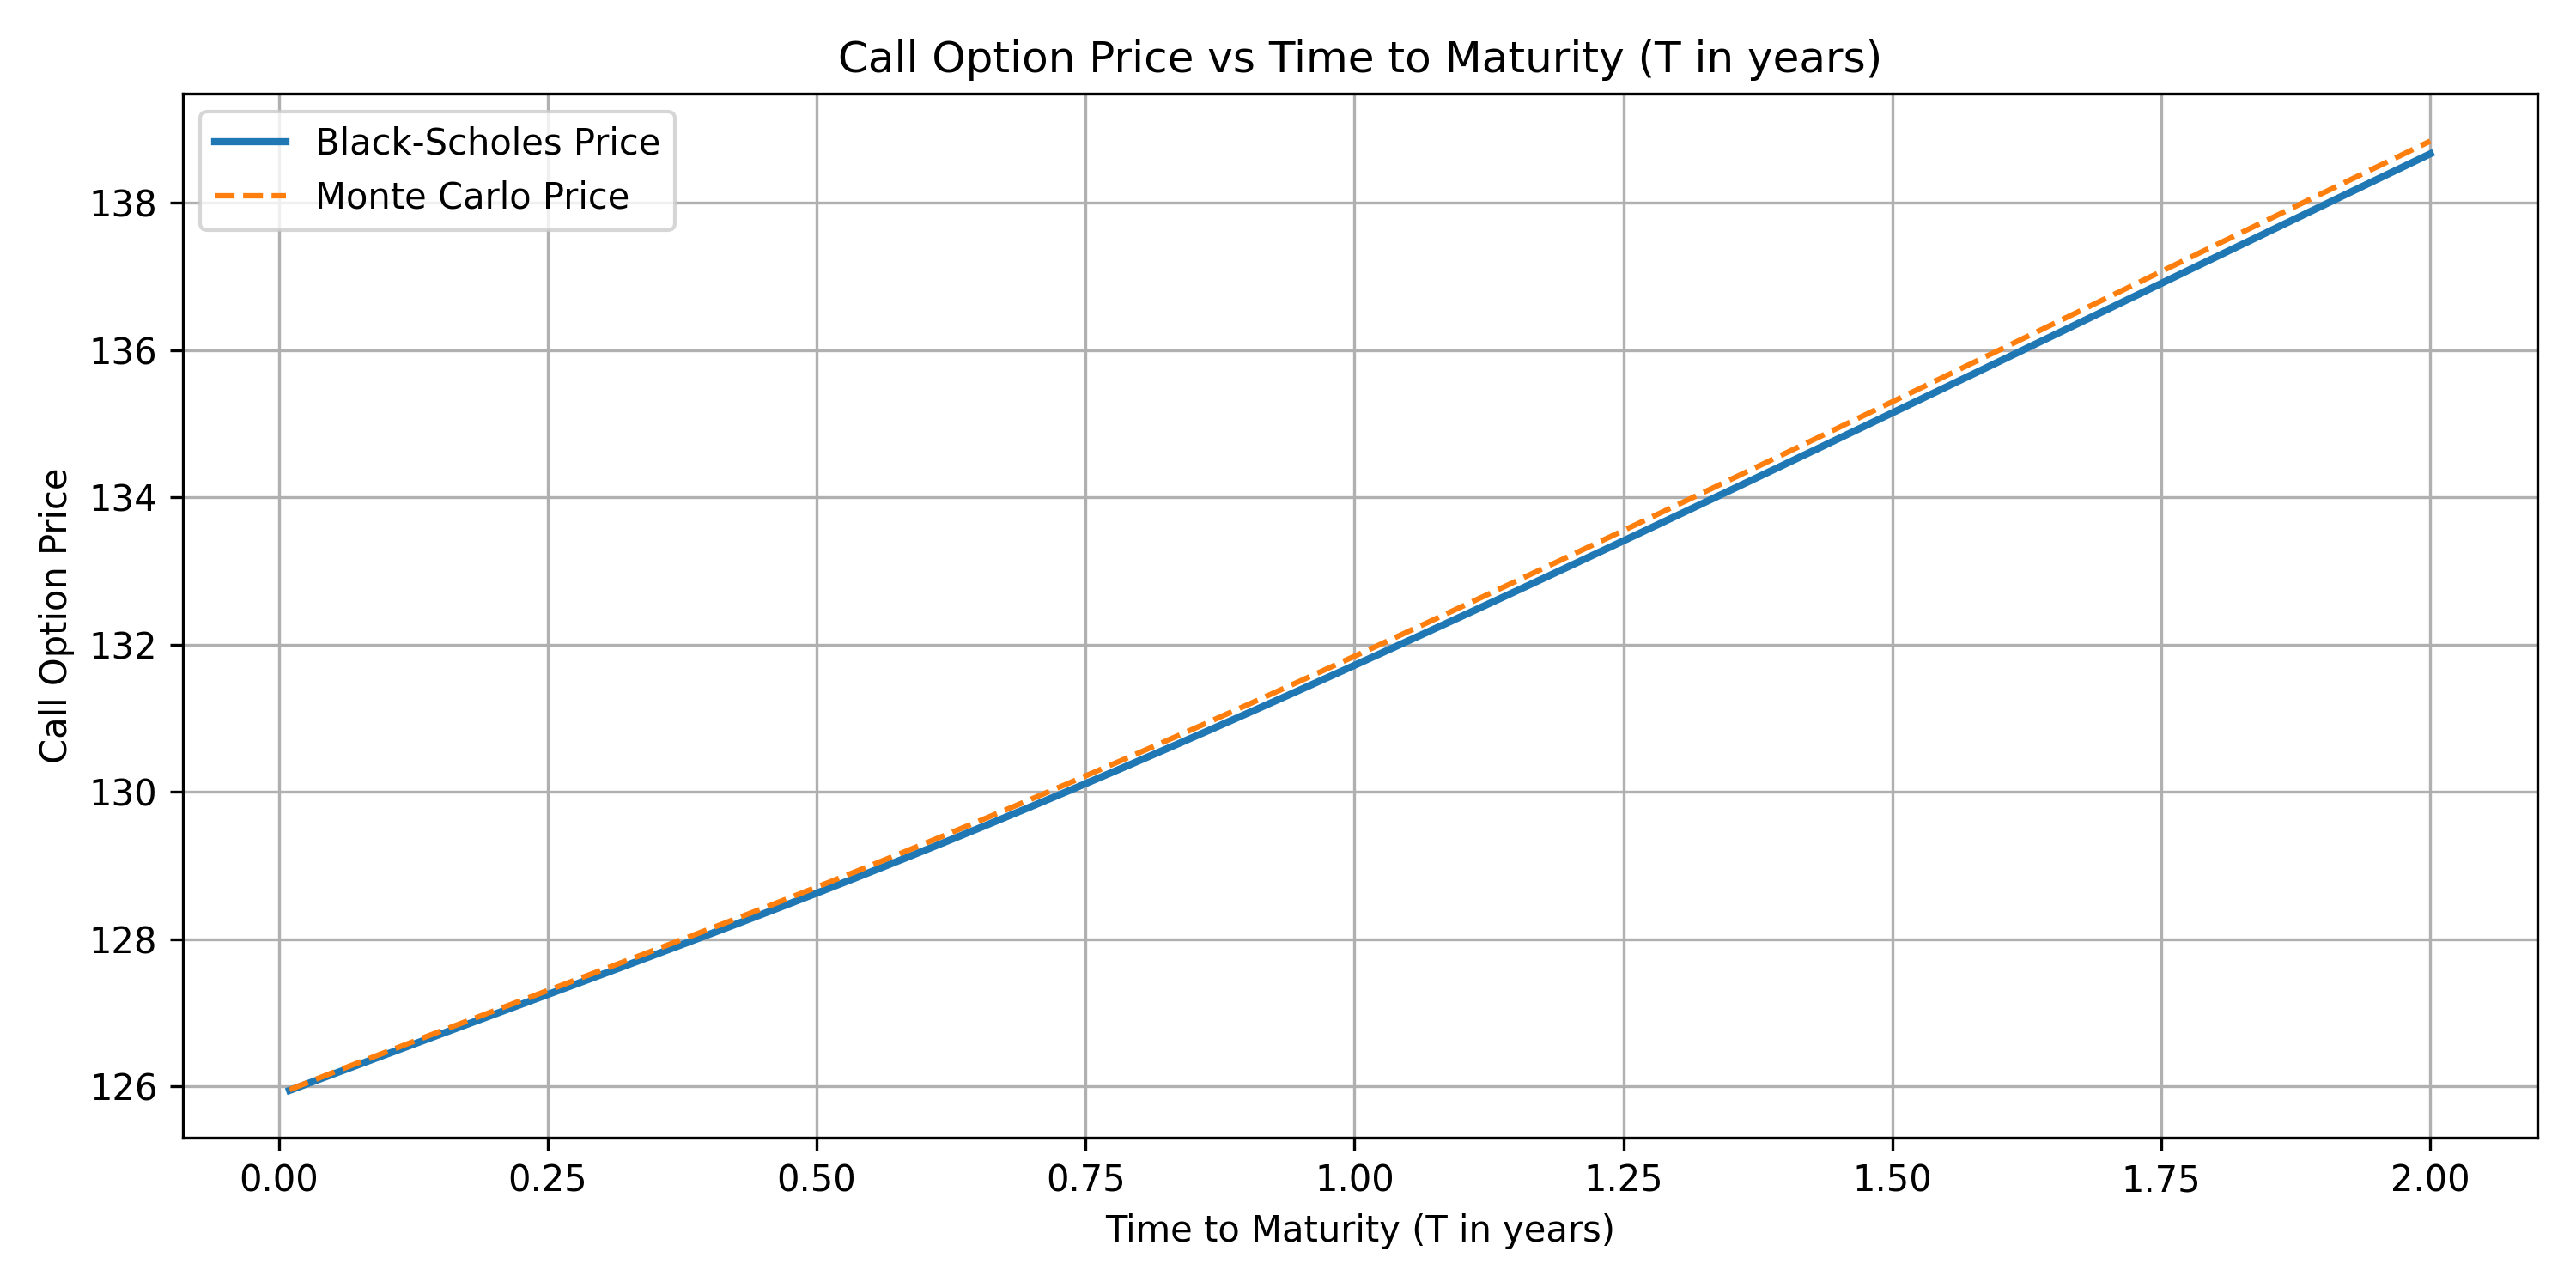 Call Option Price vs Time to Maturity (T in years)
Black-Scholes Price
Monte Carlo Price
Call Option Price
138
136
134
132
130
128
126
0.00 0.25 0.50 0.75 1.00 1.25 1.50 1.75 2.00
Time to Maturity (T in years)